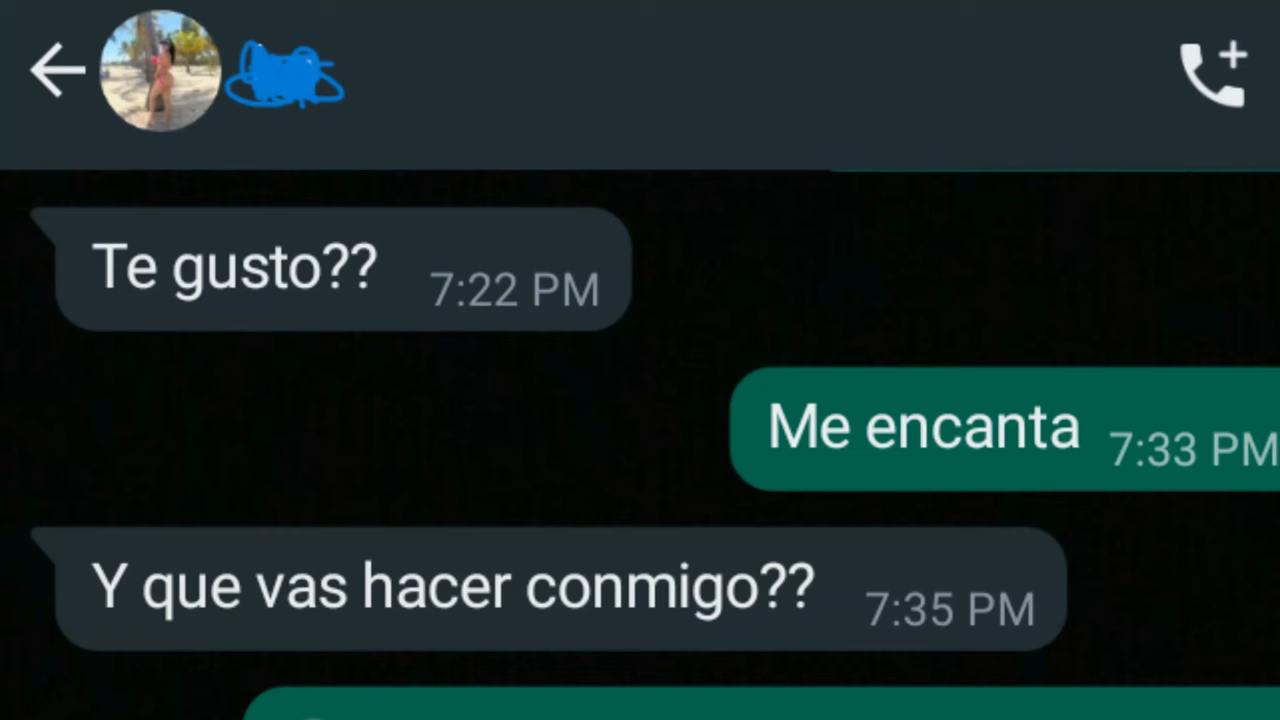 Te gusto??
7:22 PM
Me encanta
7:33 PM
Y que vas hacer conmigo??
7:35 PM